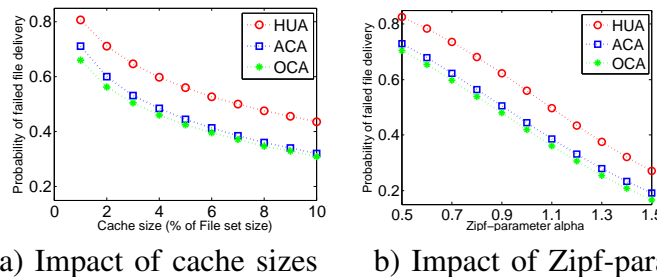 Probability of failed file delivery
0.8
0.6
0.4
0.2
HUA
ACA
OCA
0 2 4 6 8 10
Cache size (% of File set size)
a) Impact of cache sizes
Probability of failed file delivery
0.8
0.6
0.4
0.2
HUA
ACA
OCA
0.5 0.7 0.9 1.1 1.3 1.5
Zipf−parameter alpha
b) Impact of Zipf-par